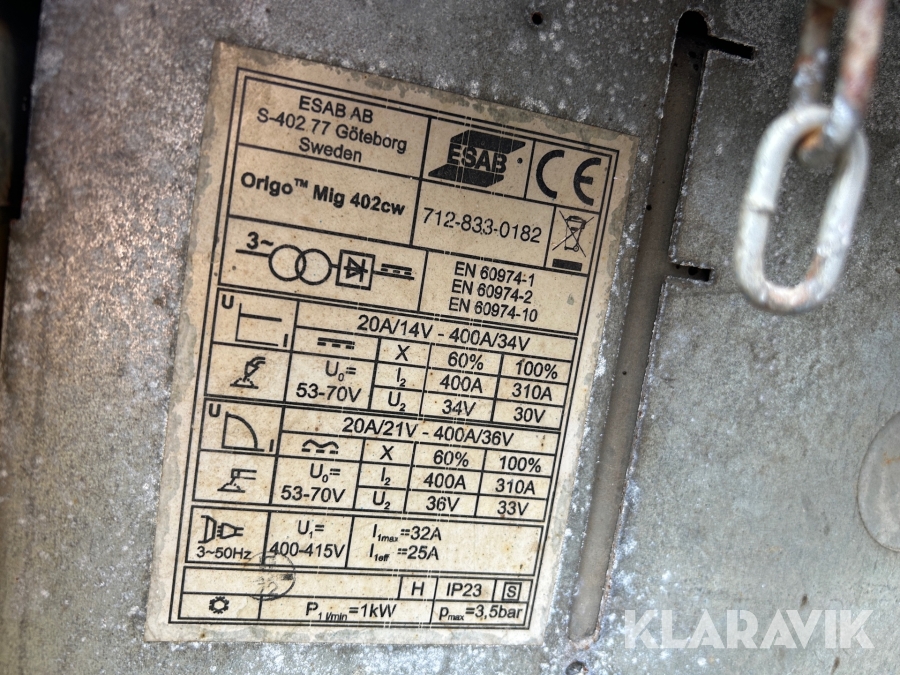 ESAB AB
S-402 77 Göteborg
Sweden
ESAB
CE
Origo™ Mig 402cw
712-833-0182
3~
EN 60974-1
EN 60974-2
EN 60974-10
U
I
20A/14V - 400A/34V
X 60% 100%
U₀=
53-70V
I₂ 400A 310A
U₂ 34V 30V
U
I
20A/21V - 400A/36V
X 60% 100%
U₀=
53-70V
I₂ 400A 310A
U₂ 36V 33V
3~50Hz
U₁=
400-415V
I₁max=32A
I₁eff=25A
H IP23 S
P₁l/min=1kW
pmax=3,5bar
KLARAVIK